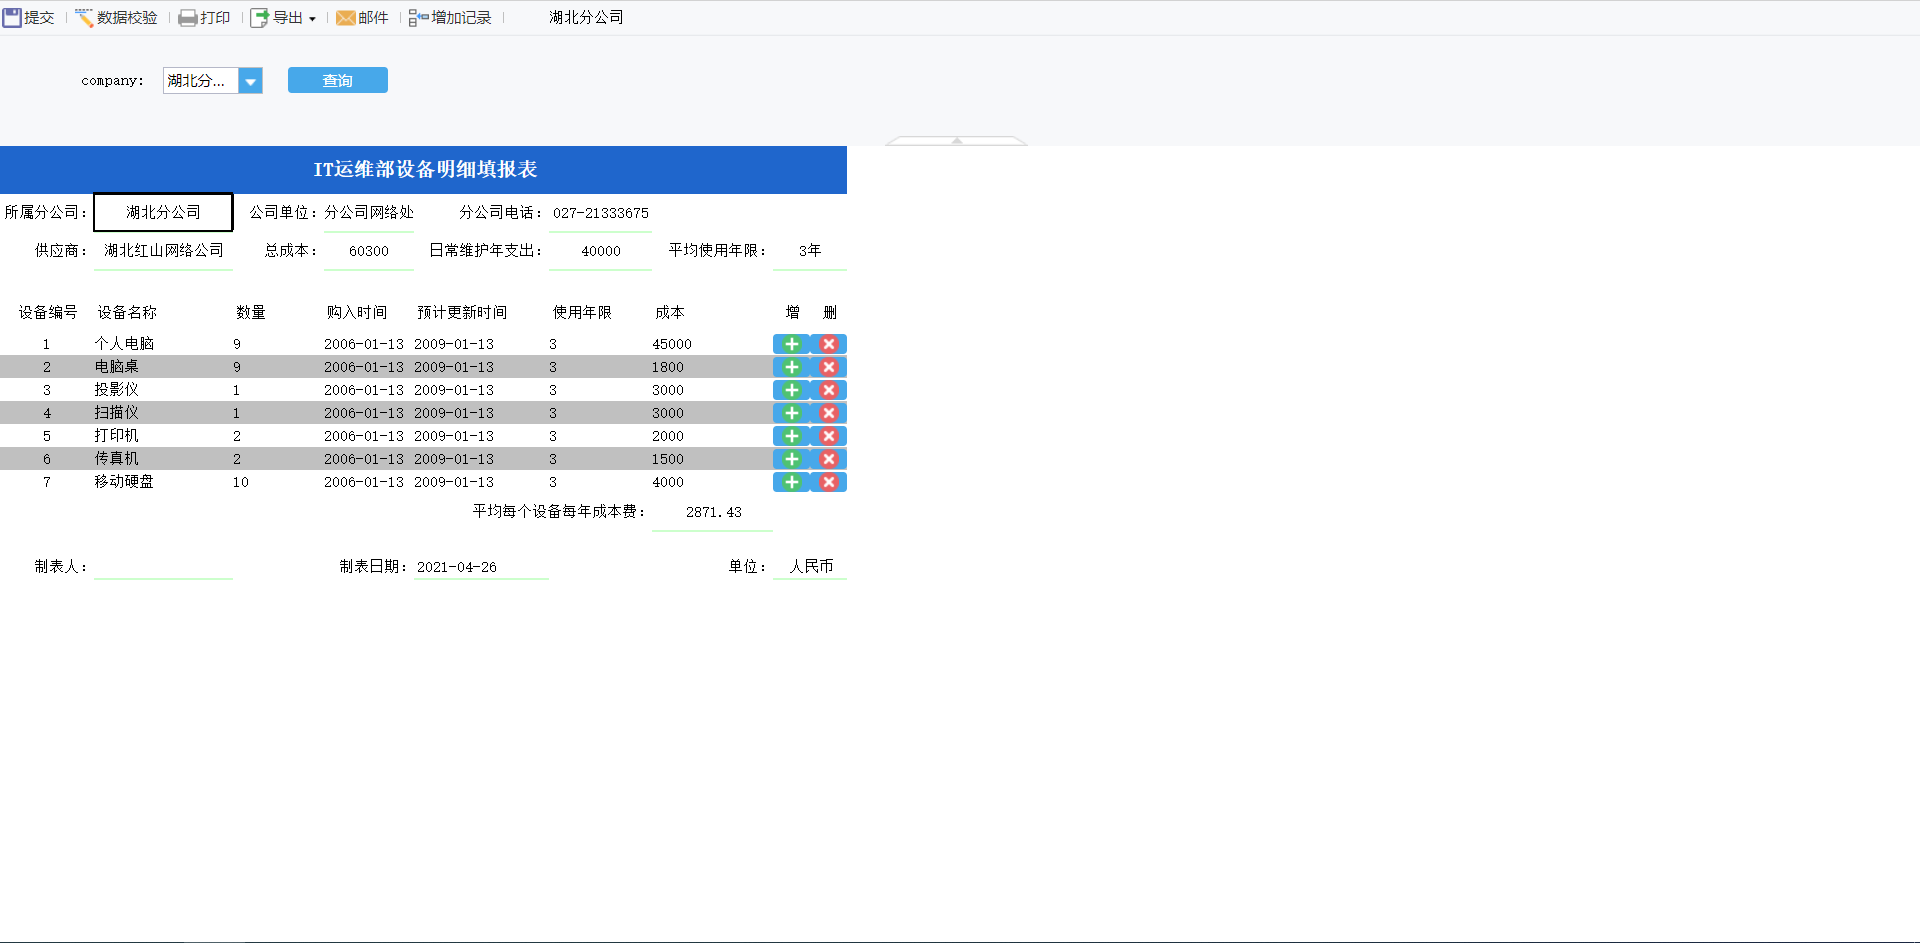 提交 数据校验 打印 导出 邮件 增加记录 湖北分公司
company: 湖北分... 查询
IT运维部设备明细填报表
所属分公司： 湖北分公司 公司单位： 分公司网络处 分公司电话： 027-21333675
供应商： 湖北红山网络公司 总成本： 60300 日常维护年支出： 40000 平均使用年限： 3年
设备编号 设备名称 数量 购入时间 预计更新时间 使用年限 成本 增 删
1 个人电脑 9 2006-01-13 2009-01-13 3 45000
2 电脑桌 9 2006-01-13 2009-01-13 3 1800
3 投影仪 1 2006-01-13 2009-01-13 3 3000
4 扫描仪 1 2006-01-13 2009-01-13 3 3000
5 打印机 2 2006-01-13 2009-01-13 3 2000
6 传真机 2 2006-01-13 2009-01-13 3 1500
7 移动硬盘 10 2006-01-13 2009-01-13 3 4000
平均每个设备每年成本费： 2871.43
制表人： 制表日期： 2021-04-26 单位： 人民币